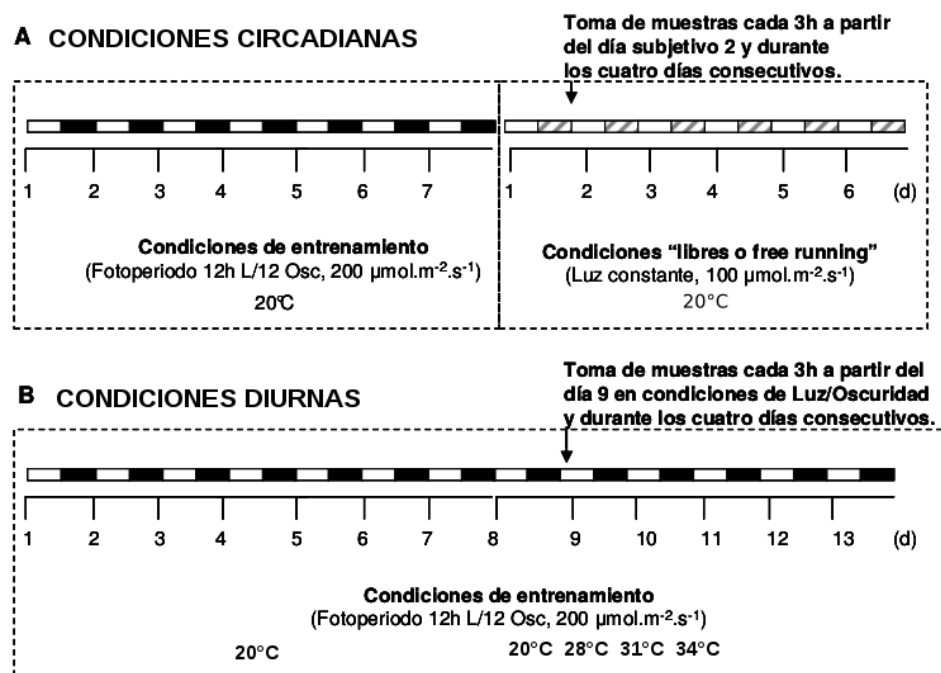 A CONDICIONES CIRCADIANAS
Toma de muestras cada 3h a partir
del día subjetivo 2 y durante
los cuatro días consecutivos.
1 2 3 4 5 6 7
1 2 3 4 5 6 (d)
Condiciones de entrenamiento
(Fotoperiodo 12h L/12 Osc, 200 µmol.m-2.s-1)
20°C
Condiciones “libres o free running”
(Luz constante, 100 µmol.m-2.s-1)
20°C
B CONDICIONES DIURNAS
Toma de muestras cada 3h a partir del
día 9 en condiciones de Luz/Oscuridad
y durante los cuatro días consecutivos.
1 2 3 4 5 6 7 8 9 10 11 12 13 (d)
Condiciones de entrenamiento
(Fotoperiodo 12h L/12 Osc, 200 µmol.m-2.s-1)
20°C 20°C 28°C 31°C 34°C